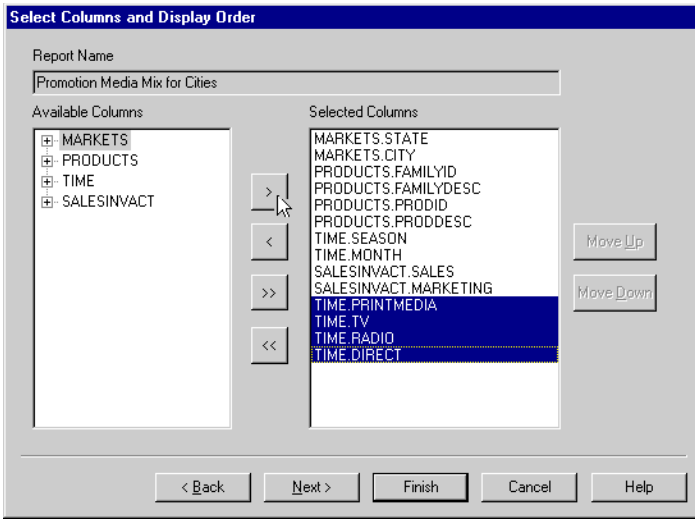 Select Columns and Display Order
Report Name
Promotion Media Mix for Cities
Available Columns
MARKETS
PRODUCTS
TIME
SALESINVACT
>
<
>>
<<
Selected Columns
MARKETS.STATE
MARKETS.CITY
PRODUCTS.FAMILYID
PRODUCTS.FAMILYDESC
PRODUCTS.PRODID
PRODUCTS.PRODDESC
TIME.SEASON
TIME.MONTH
SALESINVACT.SALES
SALESINVACT.MARKETING
TIME.PRINTMEDIA
TIME.TV
TIME.RADIO
TIME.DIRECT
Move Up
Move Down
< Back
Next >
Finish
Cancel
Help